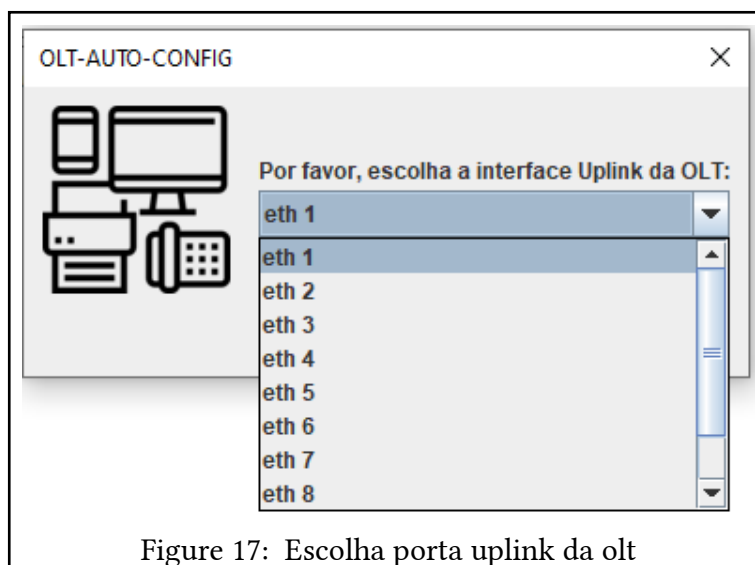 OLT-AUTO-CONFIG
Por favor, escolha a interface Uplink da OLT:
eth 1
eth 1
eth 2
eth 3
eth 4
eth 5
eth 6
eth 7
eth 8
Figure 17: Escolha porta uplink da olt